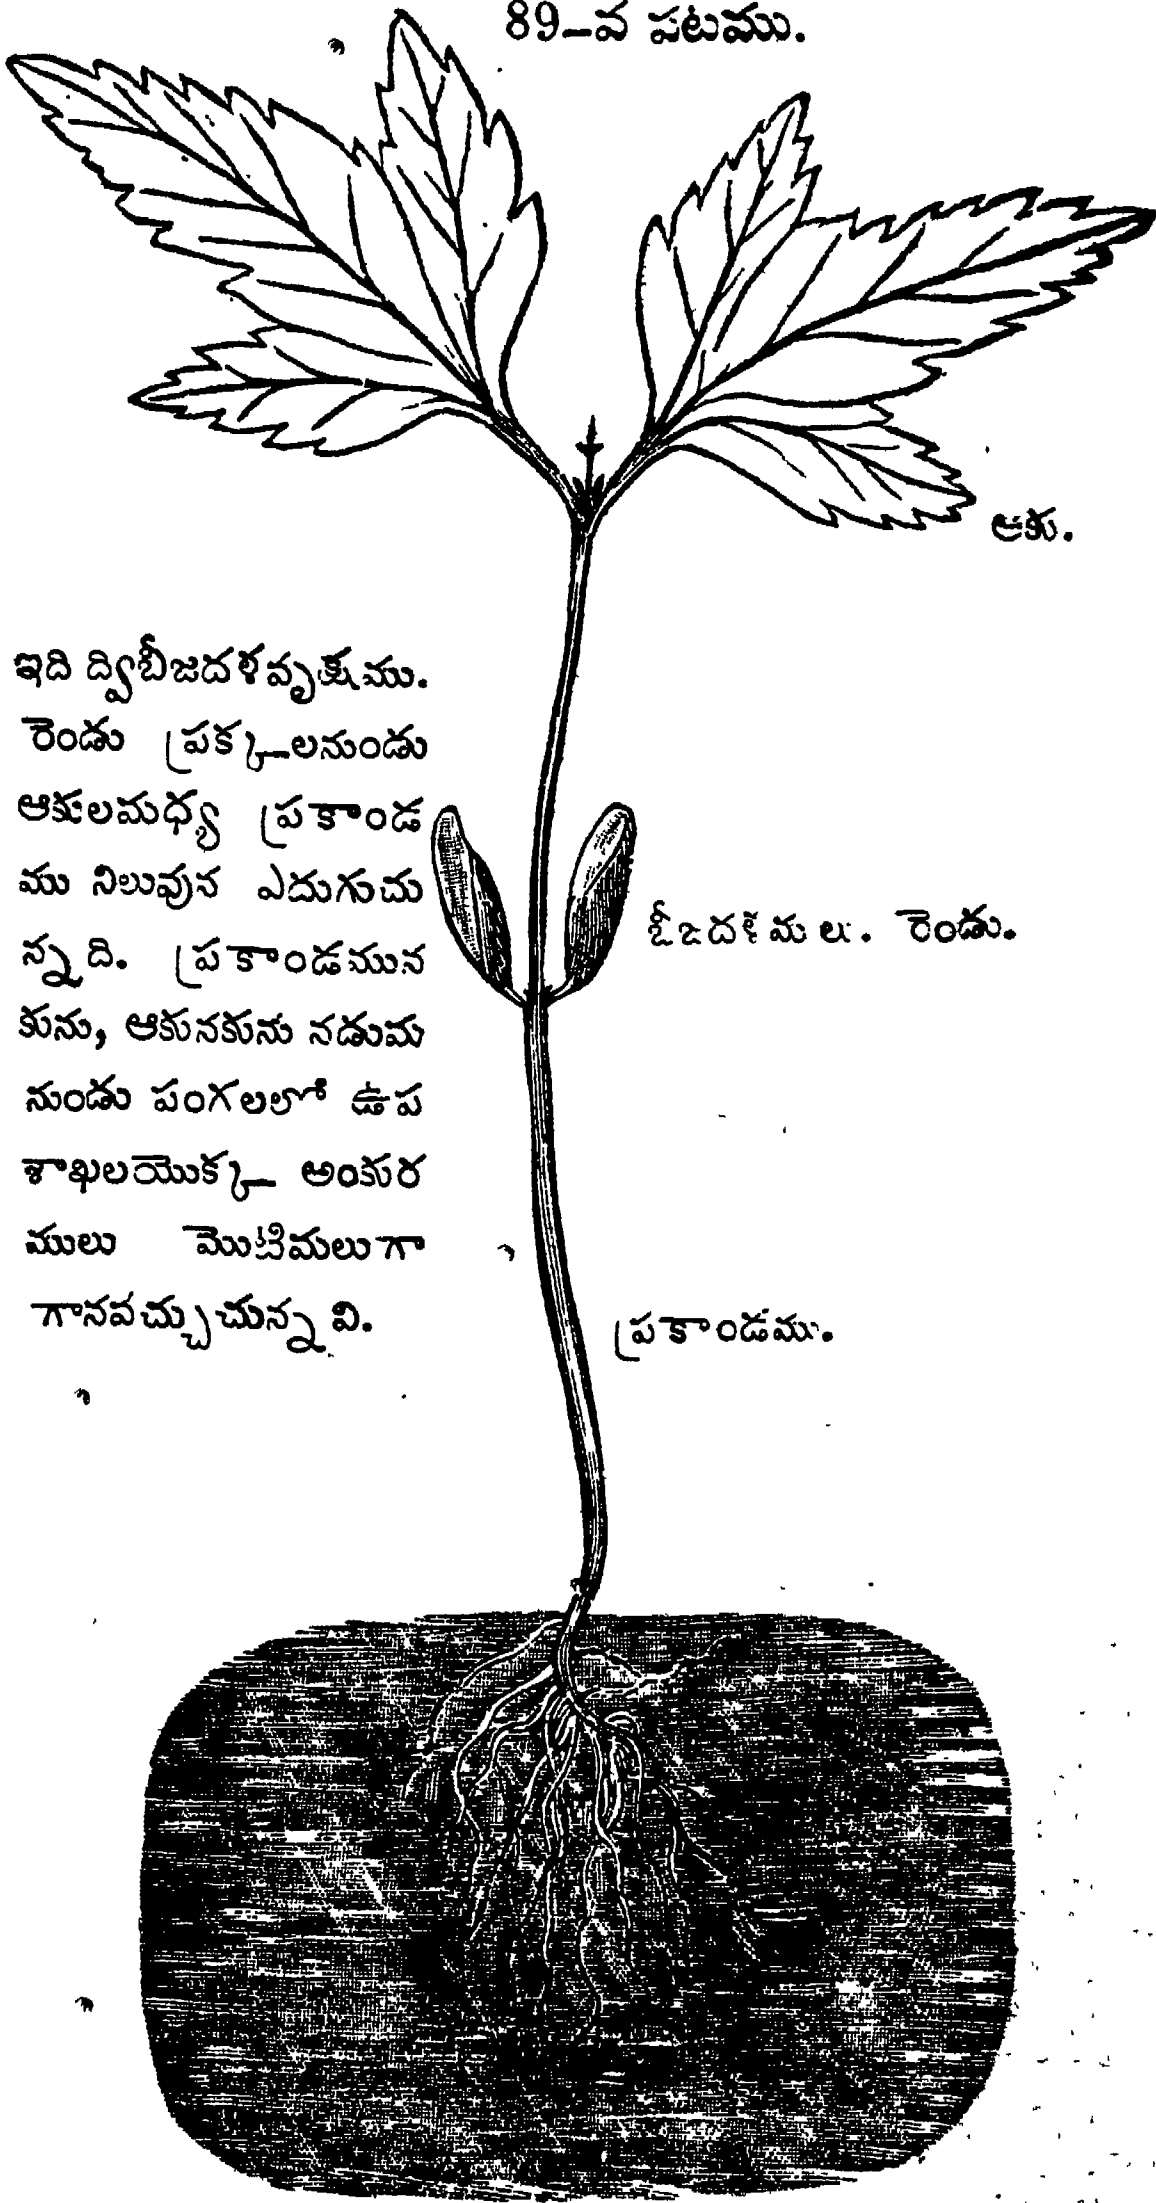 89–వ పటము.
ఆకు.
ఇది ద్విబీజదళవృక్షము.
రెండు ప్రక్కలనుండు
ఆకులమధ్య ప్రకాండ
ము నిలువున ఎదుగుచు
న్నది. ప్రకాండమున
కును, ఆకునకును నడుమ
నుండు పంగలలో ఉప
శాఖలయొక్క అంకుర
ములు మొటిమలుగా
గానవచ్చుచున్నవి.
బీజదళములు. రెండు.
ప్రకాండము.